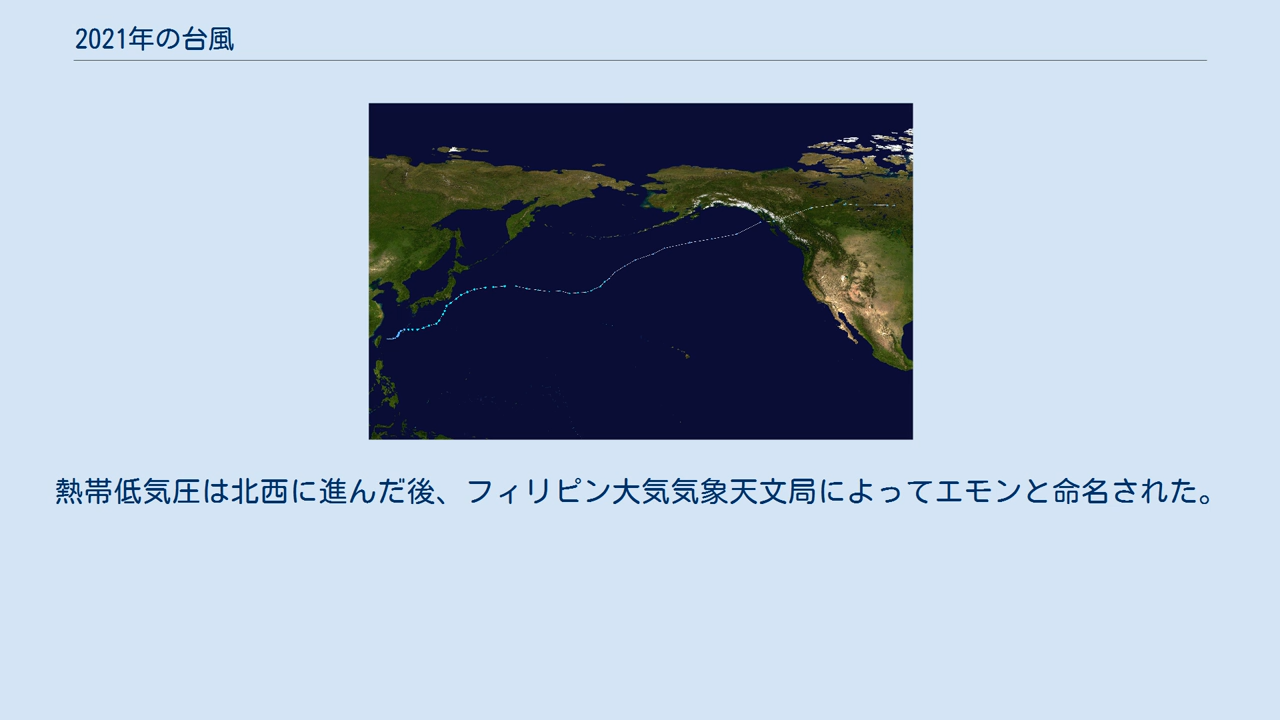 2021年の台風
熱帯低気圧は北西に進んだ後、フィリピン大気気象天文局によってエモンと命名された。